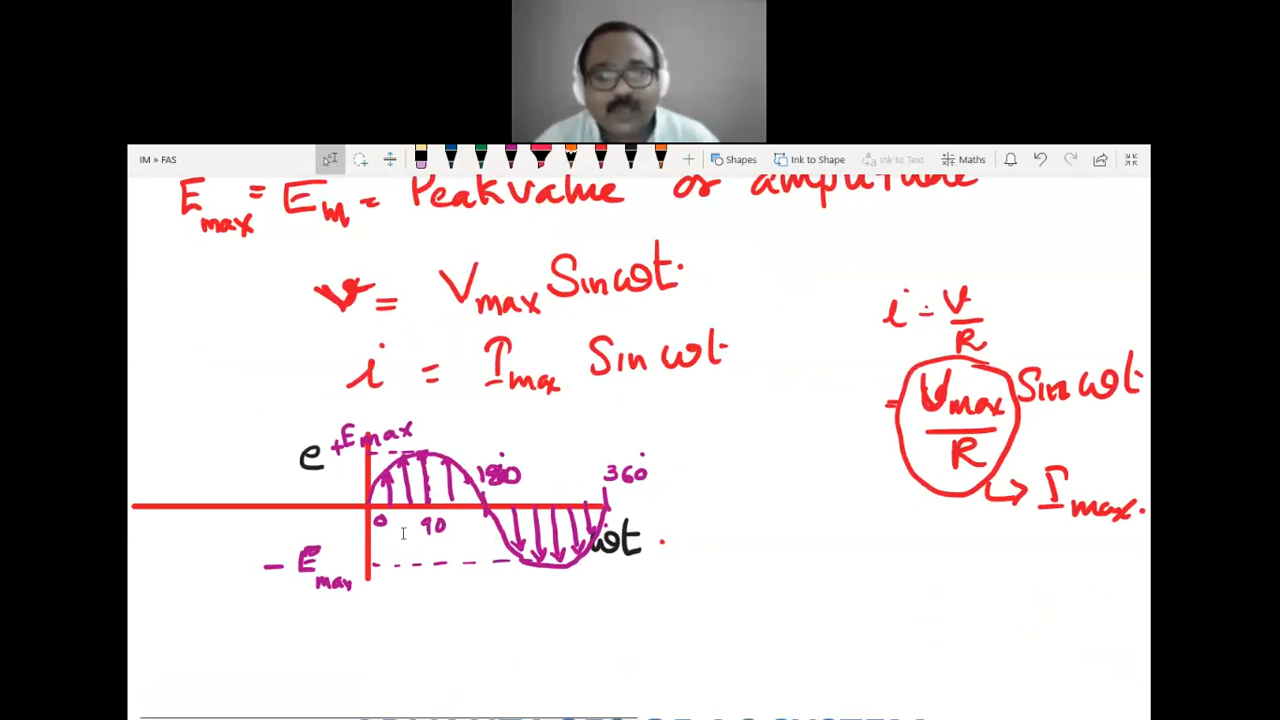 IM » FAS
Shapes Ink to Shape Ink to Text Maths
E max = Em = Peak value or amplitude
v = Vmax Sin ωt.
i = Imax Sin ωt
i = v/R
= Vmax/R Sin ωt
→ Imax.
e +Emax
180° 360°
0 90
ωt
- Emax